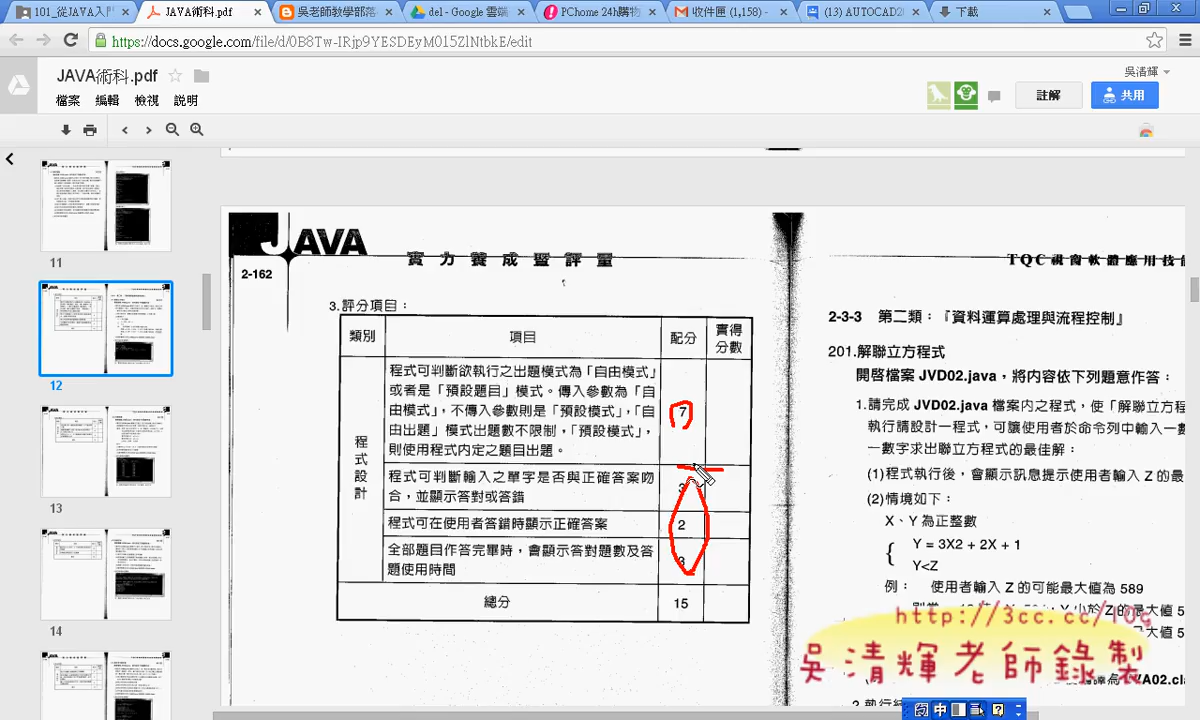 101_從JAVA入門
JAVA術科.pdf
吳老師教學部落
del - Google 雲端
PChome 24h購物
收件匣 (1,158) -
(13) AUTOCAD20
下載
https://docs.google.com/file/d/0B8Tw-IRjp9YESDEyM015ZlNtbkE/edit
JAVA術科.pdf
吳清輝
檔案 編輯 檢視 說明
註解
共用
11
12
13
14
JAVA
實力養成暨評量
2-162
3.評分項目：
類別 項目 配分 實得分數
程式設計
程式可判斷欲執行之出題模式為「自由模式」
或者是「預設題目」模式。傳入參數為「自
由模式」，不傳入參數則是「預設模式」，「自
由出題」模式出題數不限制，「預設模式」，
則使用程式內定之題目出題。
7
程式可判斷輸入之單字是否與正確答案吻
合，並顯示答對或答錯
3
程式可在使用者答錯時顯示正確答案
2
全部題目作答完畢時，會顯示答對題數及答
題使用時間
3
總分 15
TQC視窗軟體應用技
2-3-3 第二類：『資料運算處理與流程控制』
201.解聯立方程式
開啓檔案 JVD02.java，將內容依下列題意作答：
1.請完成 JVD02.java 檔案內之程式，使「解聯立方程
執行請設計一程式，可讓使用者於命令列中輸入一數
一數字求出聯立方程式的最佳解：
(1)程式執行後，會顯示訊息提示使用者輸入 Z 的最
(2)情境如下：
X、Y 為正整數
Y = 3X2 + 2X + 1
Y<Z
例： 使用者輸入 Z 的可能最大值為 589
http://3cc.cc/10g
吳清輝老師錄製